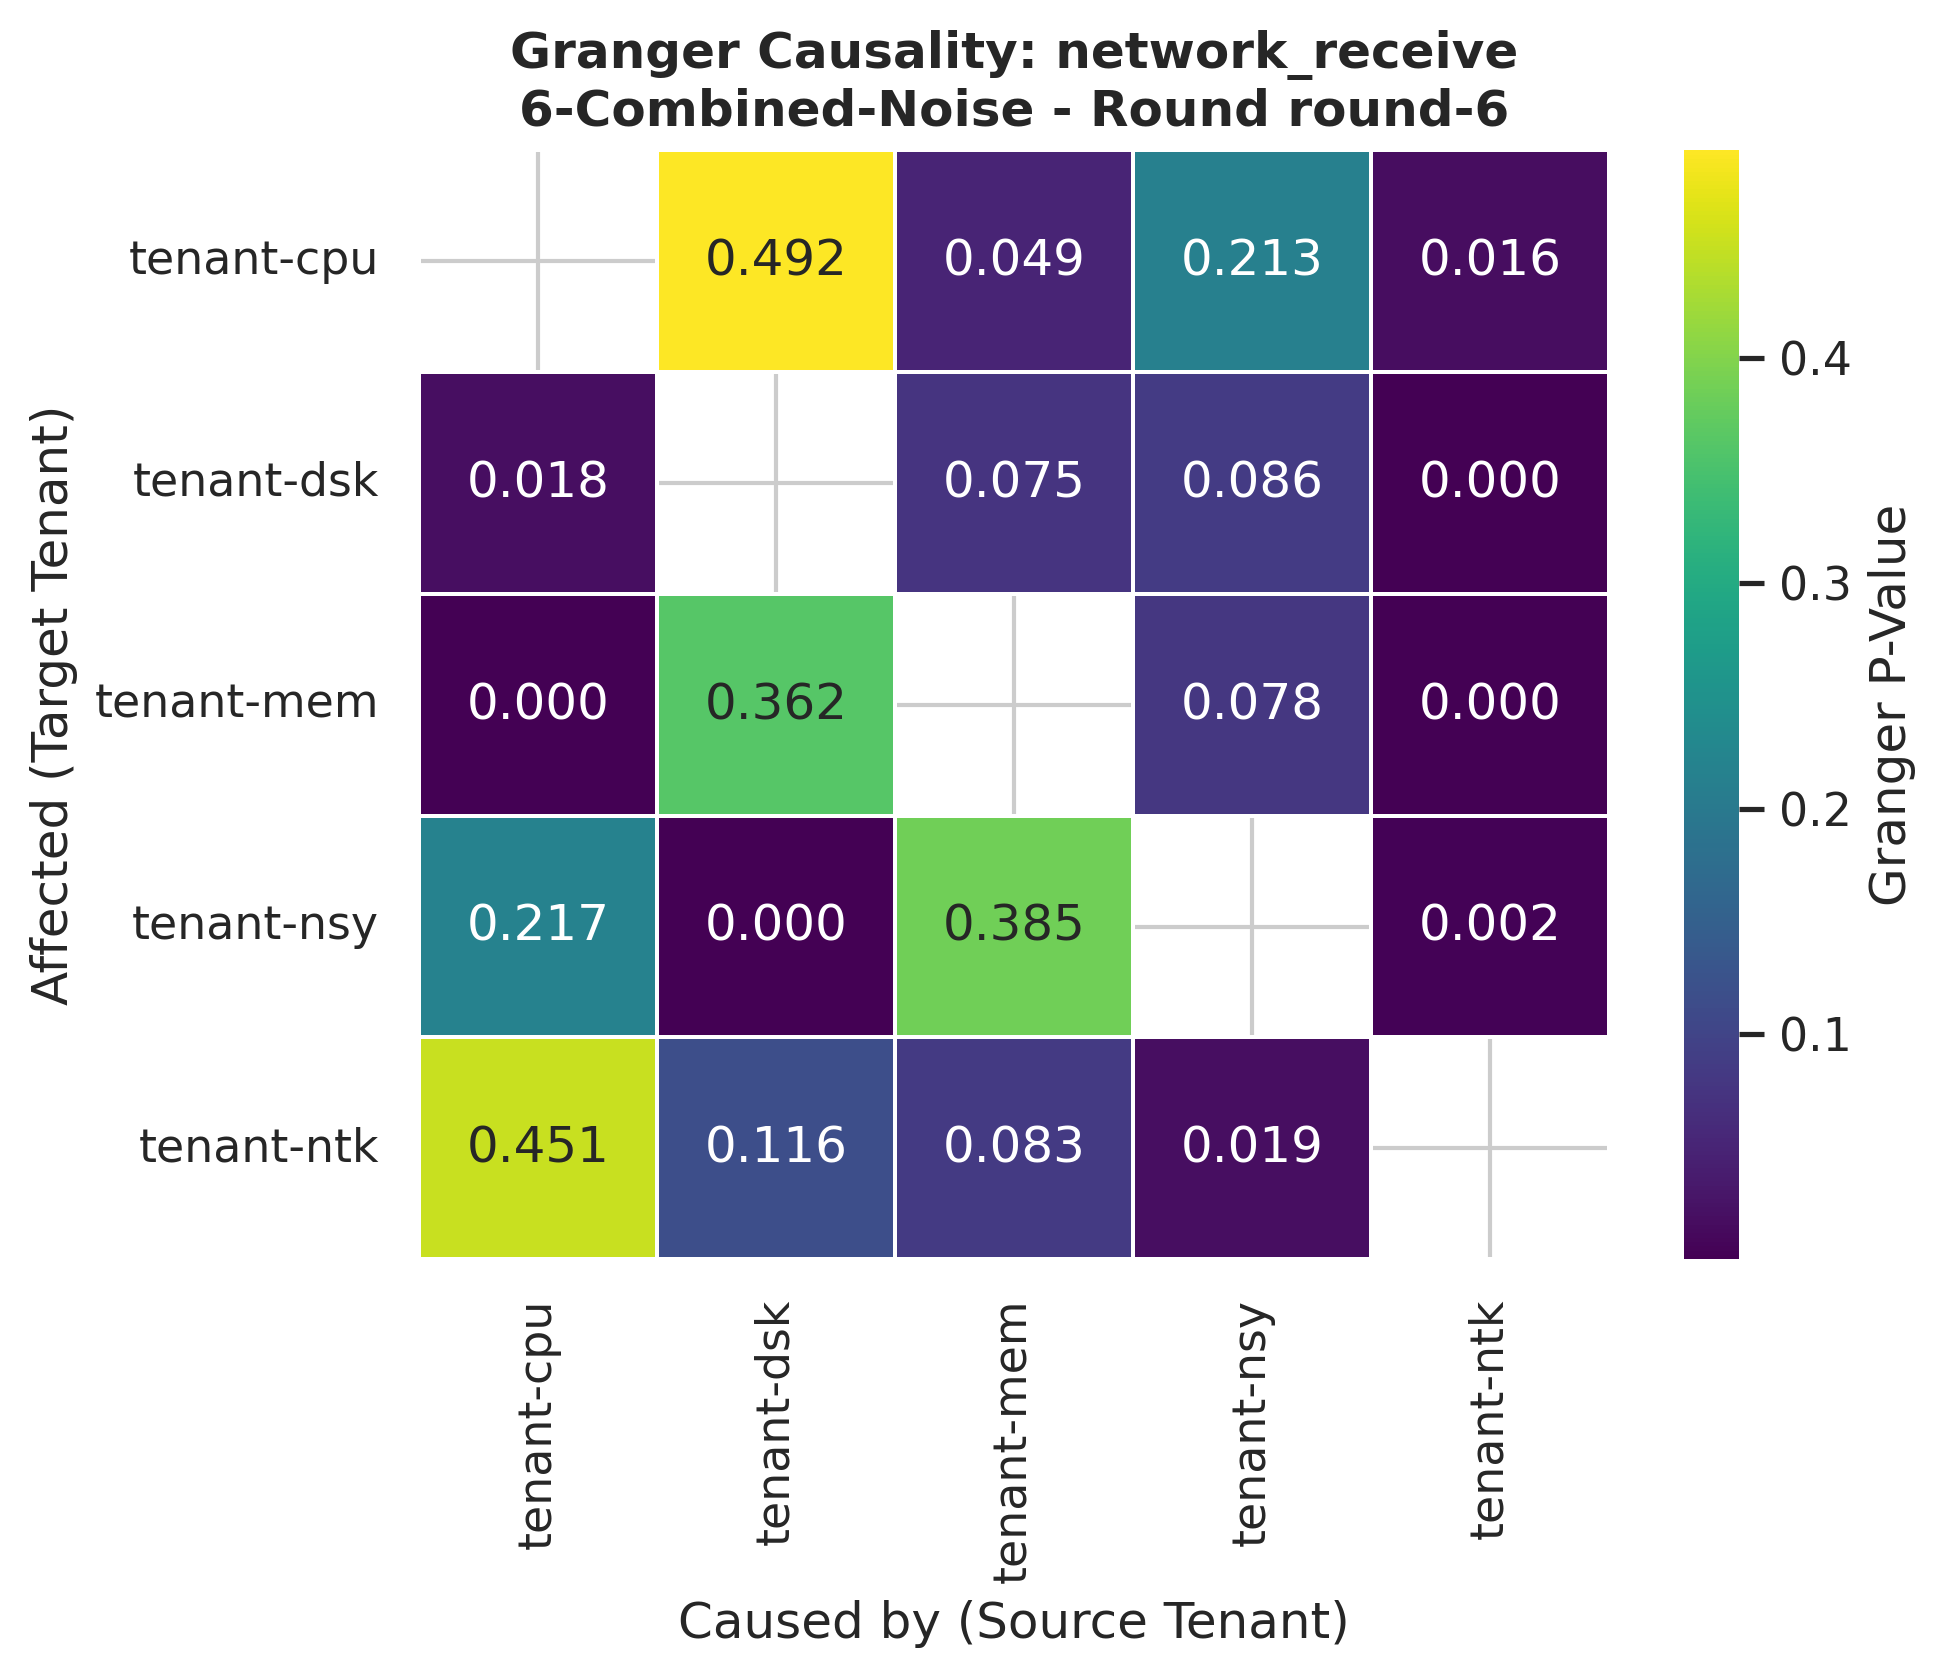 Granger Causality: network_receive
6-Combined-Noise - Round round-6
Affected (Target Tenant)
tenant-cpu 0.492 0.049 0.213 0.016
tenant-dsk 0.018 0.075 0.086 0.000
tenant-mem 0.000 0.362 0.078 0.000
tenant-nsy 0.217 0.000 0.385 0.002
tenant-ntk 0.451 0.116 0.083 0.019
tenant-cpu tenant-dsk tenant-mem tenant-nsy tenant-ntk
Caused by (Source Tenant)
0.4
0.3
0.2
0.1
Granger P-Value